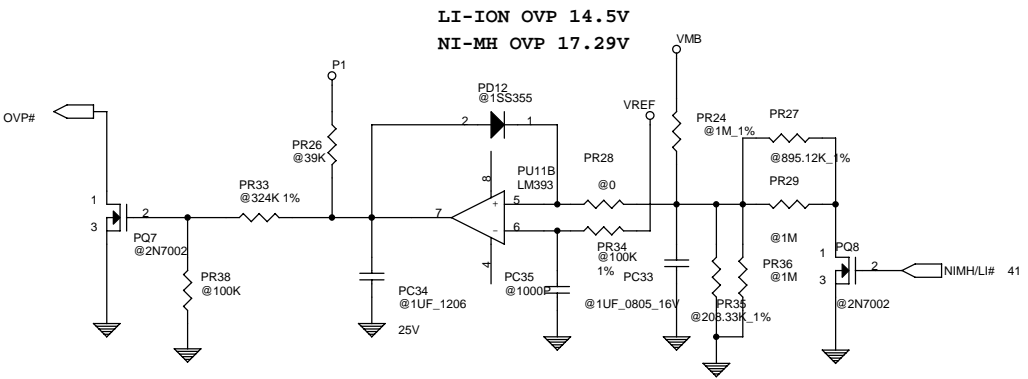 LI-ION OVP 14.5V
NI-MH OVP 17.29V
VMB
P1
PD12
@1SS355
VREF
OVP#
2
1
PR24
@1M_1%
PR27
PR26
@39K
PR28
@895.12K_1%
8
PU11B
LM393
PR29
PR33
@324K 1%
@0
1
2
3
7
+
5
-
6
PQ7
@2N7002
PR34
@100K
1%
@1M
PQ8
4
PC35
@1000P
PC33
PR36
@1M
1
2
3
NIMH/LI# 41
PR38
@100K
PC34
@1UF_1206
@1UF_0805_16V
PR35
@208.33K_1%
@2N7002
25V